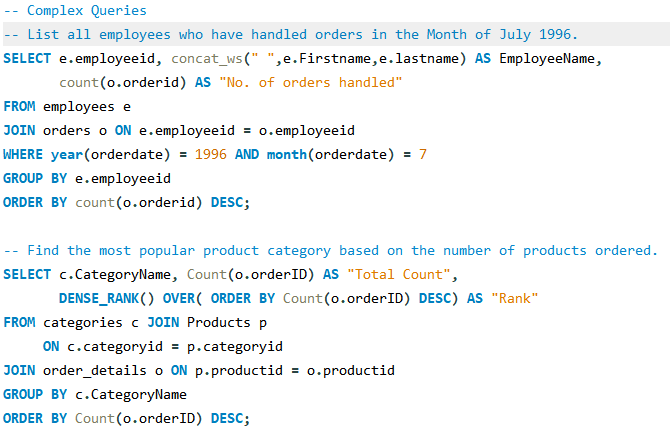 -- Complex Queries
-- List all employees who have handled orders in the Month of July 1996.
SELECT e.employeeid, concat_ws(" ",e.Firstname,e.lastname) AS EmployeeName,
       count(o.orderid) AS "No. of orders handled"
FROM employees e
JOIN orders o ON e.employeeid = o.employeeid
WHERE year(orderdate) = 1996 AND month(orderdate) = 7
GROUP BY e.employeeid
ORDER BY count(o.orderid) DESC;

-- Find the most popular product category based on the number of products ordered.
SELECT c.CategoryName, Count(o.orderID) AS "Total Count",
       DENSE_RANK() OVER( ORDER BY Count(o.orderID) DESC) AS "Rank"
FROM categories c JOIN Products p
     ON c.categoryid = p.categoryid
JOIN order_details o ON p.productid = o.productid
GROUP BY c.CategoryName
ORDER BY Count(o.orderID) DESC;